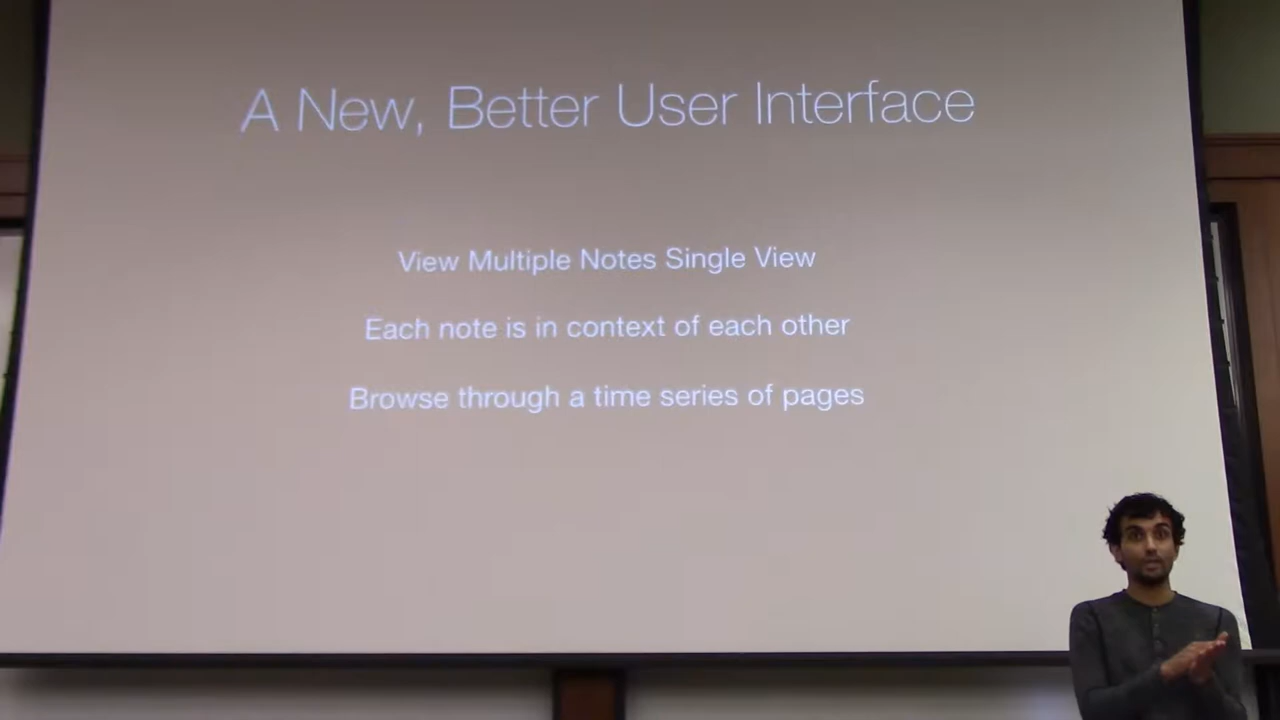 A New, Better User Interface
View Multiple Notes Single View
Each note is in context of each other
Browse through a time series of pages